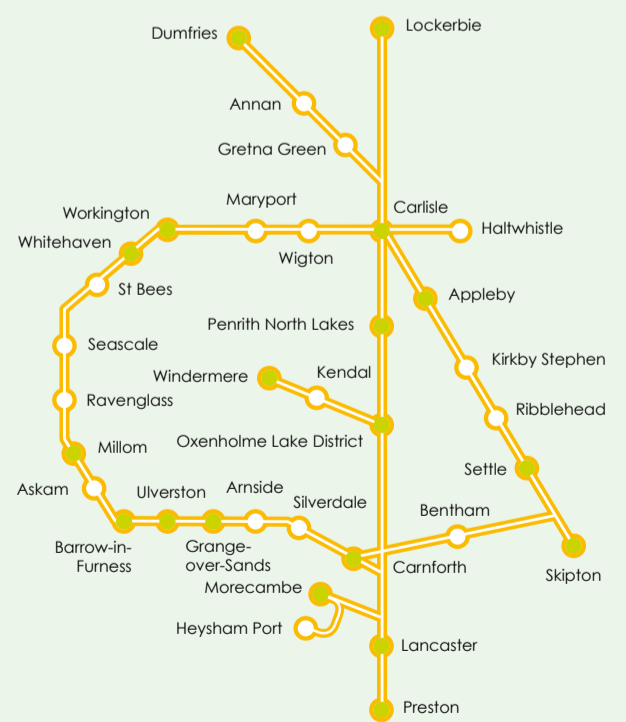 Dumfries
Lockerbie
Annan
Gretna Green
Maryport
Carlisle
Workington
Haltwhistle
Whitehaven
Wigton
St Bees
Appleby
Penrith North Lakes
Seascale
Kirkby Stephen
Windermere
Kendal
Ravenglass
Ribblehead
Oxenholme Lake District
Millom
Settle
Askam
Ulverston
Arnside
Silverdale
Bentham
Barrow-in-
Furness
Grange-
over-Sands
Carnforth
Skipton
Morecambe
Heysham Port
Lancaster
Preston